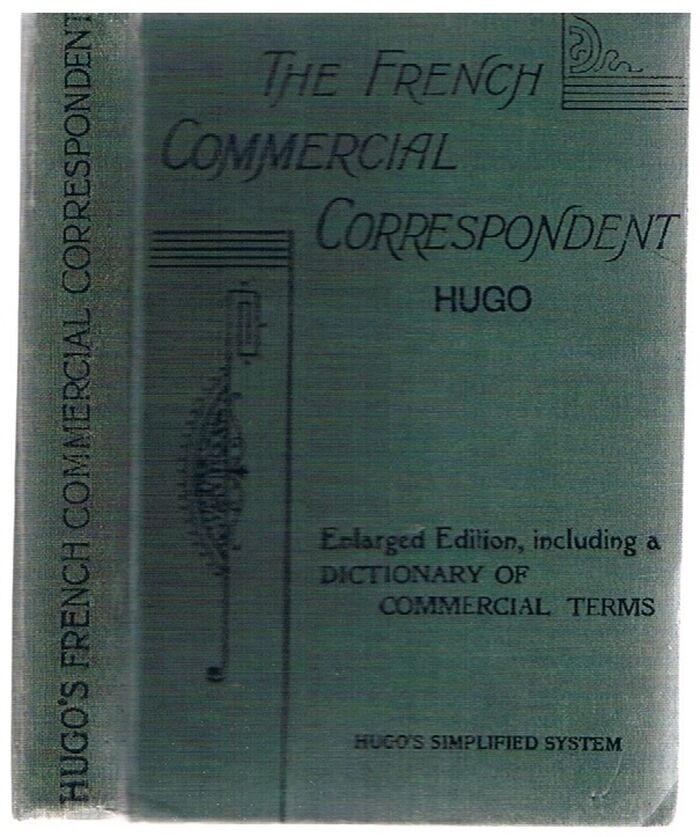 HUGO'S FRENCH COMMERCIAL CORRESPONDENT
THE FRENCH
COMMERCIAL
CORRESPONDENT
HUGO
Enlarged Edition, including a
DICTIONARY OF
COMMERCIAL TERMS
HUGO'S SIMPLIFIED SYSTEM